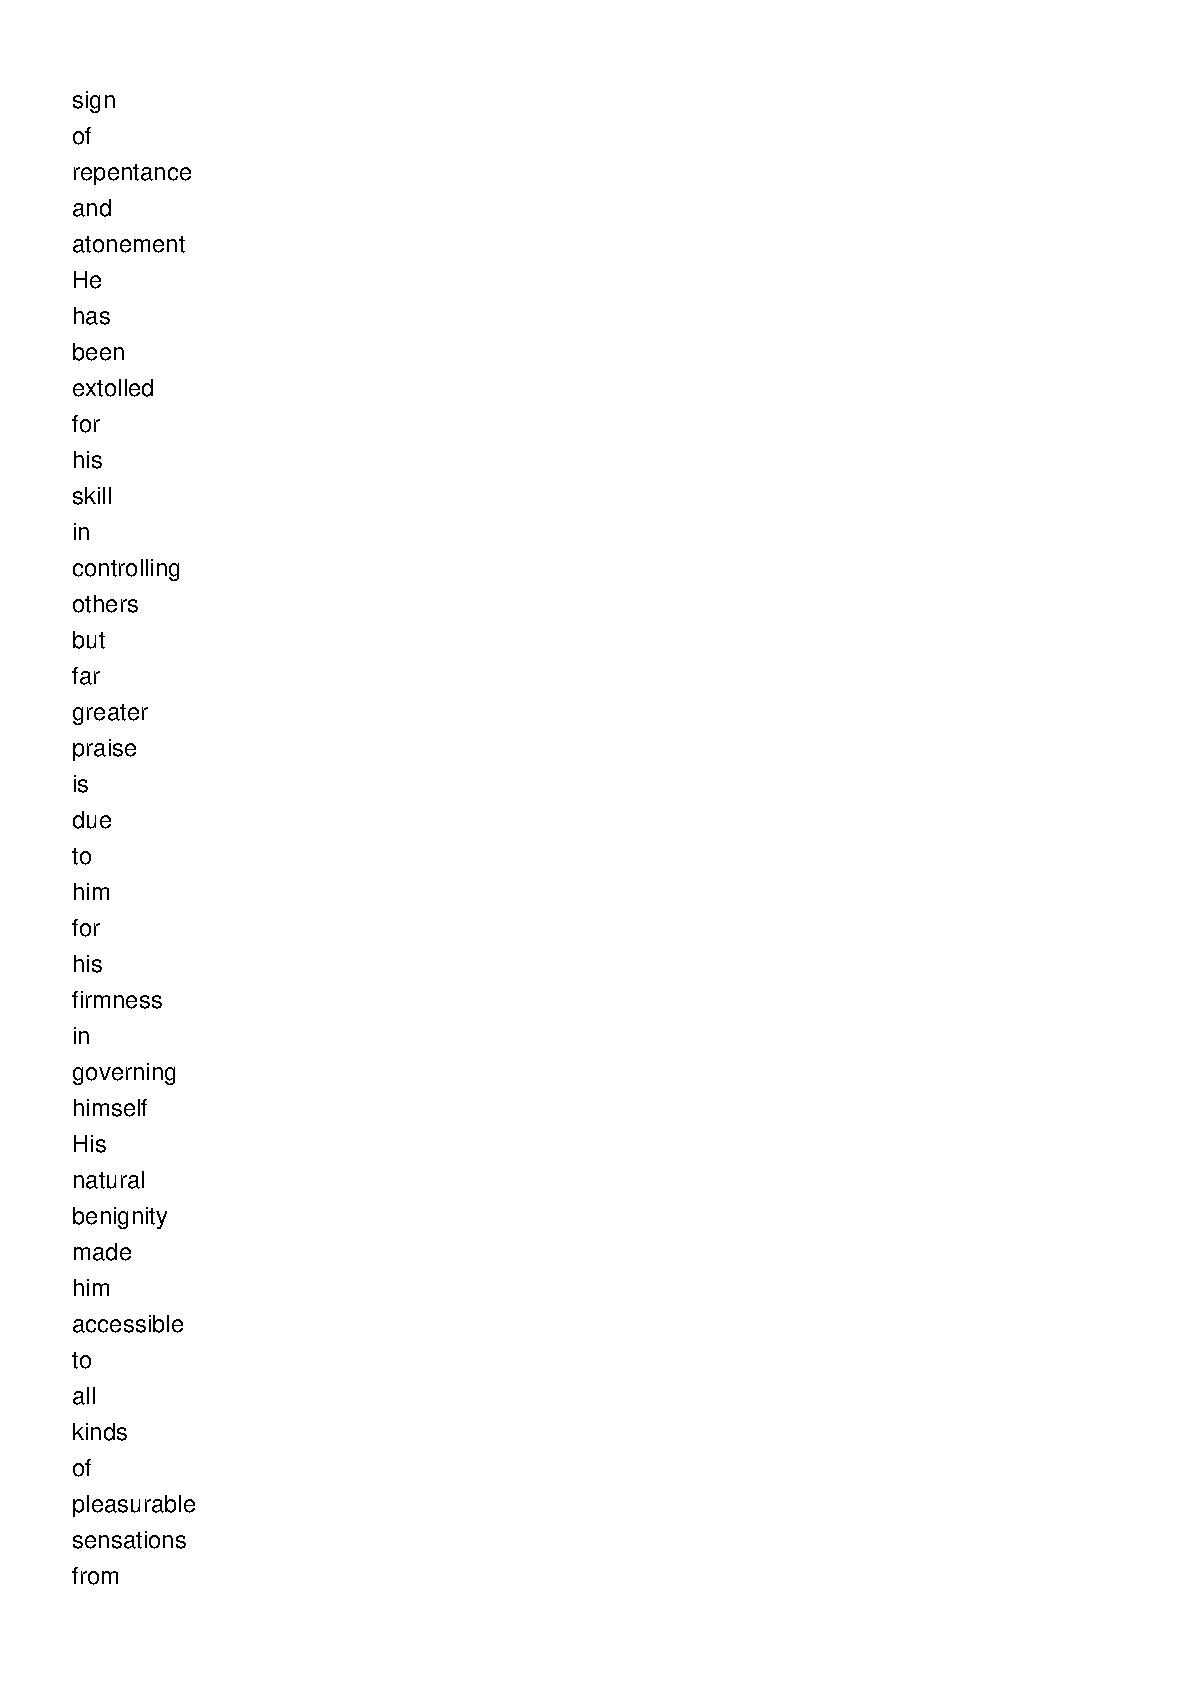 sign
of
repentance
and
atonement
He
has
been
extolled
for
his
skill
in
controlling
others
but
far
greater
praise
is
due
to
him
for
his
firmness
in
governing
himself
His
natural
benignity
made
him
accessible
to
all
kinds
of
pleasurable
sensations
from